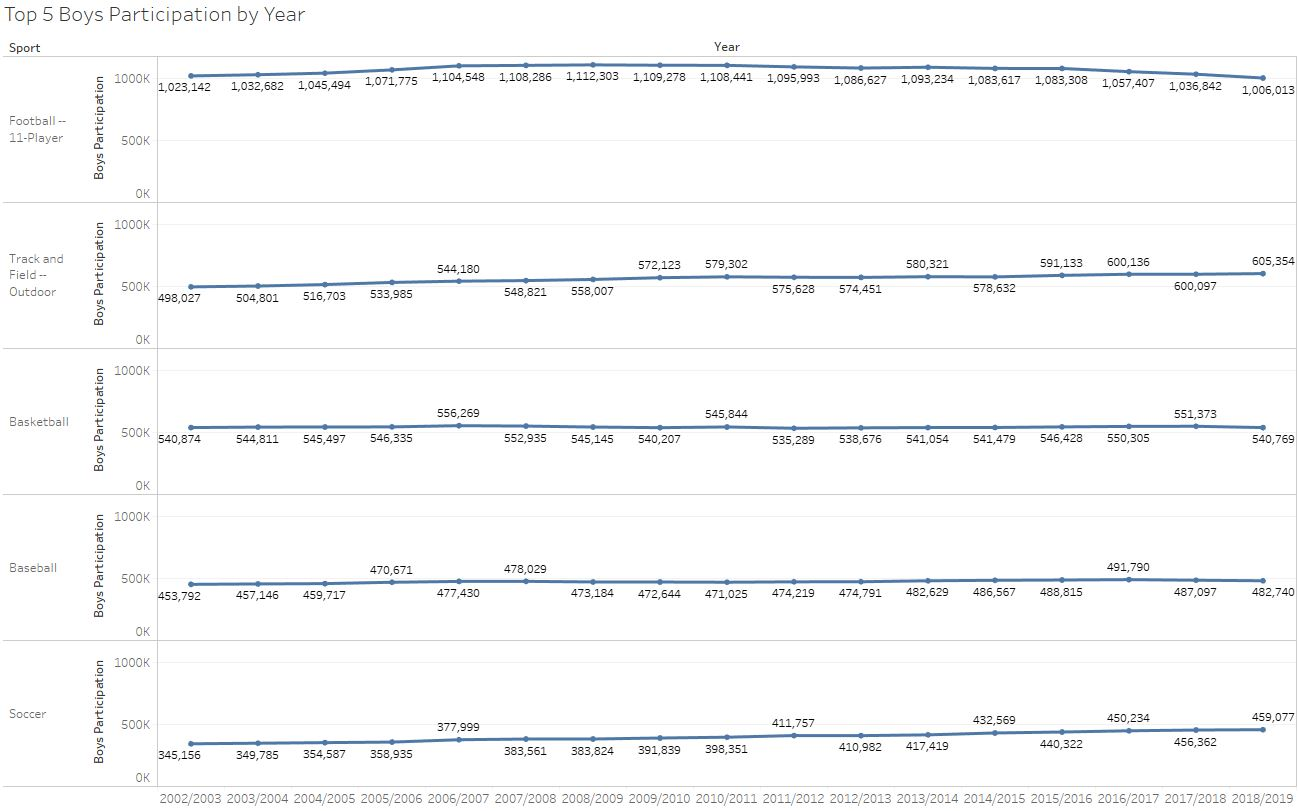 Top 5 Boys Participation by Year
Sport
Year
Football --
11-Player
Boys Participation
1000K
500K
0K
1,023,142 1,032,682 1,045,494 1,071,775 1,104,548 1,108,286 1,112,303 1,109,278 1,108,441 1,095,993 1,086,627 1,093,234 1,083,617 1,083,308 1,057,407 1,036,842 1,006,013
Track and
Field --
Outdoor
Boys Participation
1000K
500K
0K
544,180 572,123 579,302 580,321 591,133 600,136 605,354
498,027 504,801 516,703 533,985 548,821 558,007 575,628 574,451 578,632 600,097
Basketball
Boys Participation
1000K
500K
0K
556,269 545,844 551,373
540,874 544,811 545,497 546,335 552,935 545,145 540,207 535,289 538,676 541,054 541,479 546,428 550,305 540,769
Baseball
Boys Participation
1000K
500K
0K
470,671 478,029 491,790
453,792 457,146 459,717 477,430 473,184 472,644 471,025 474,219 474,791 482,629 486,567 488,815 487,097 482,740
Soccer
Boys Participation
1000K
500K
0K
377,999 411,757 432,569 450,234 459,077
345,156 349,785 354,587 358,935 383,561 383,824 391,839 398,351 410,982 417,419 440,322 456,362
2002/2003 2003/2004 2004/2005 2005/2006 2006/2007 2007/2008 2008/2009 2009/2010 2010/2011 2011/2012 2012/2013 2013/2014 2014/2015 2015/2016 2016/2017 2017/2018 2018/2019